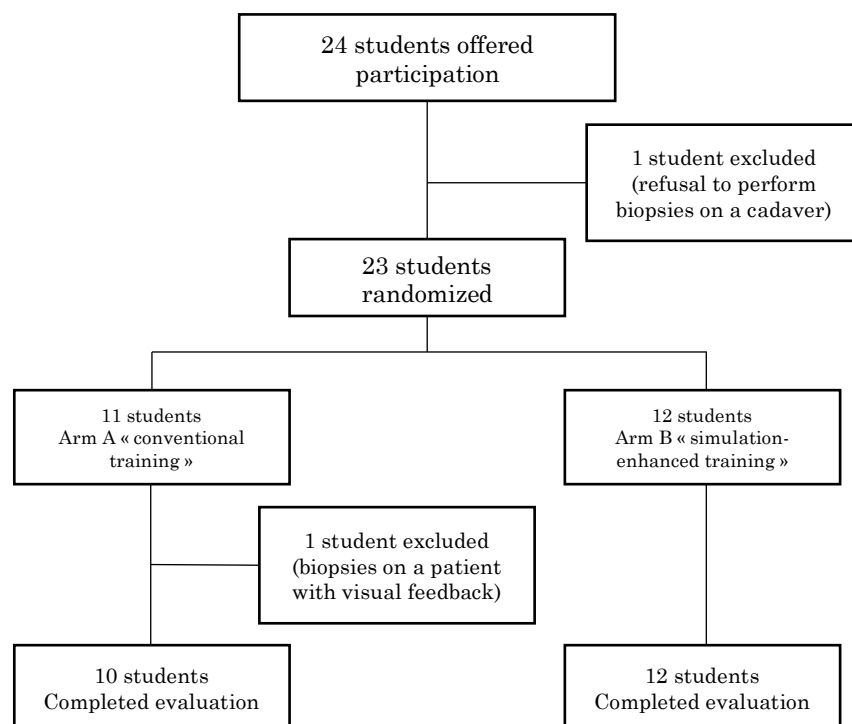 24 students offered
participation
1 student excluded
(refusal to perform
biopsies on a cadaver)
23 students
randomized
11 students
Arm A « conventional
training »
12 students
Arm B « simulation-
enhanced training »
1 student excluded
(biopsies on a patient
with visual feedback)
10 students
Completed evaluation
12 students
Completed evaluation